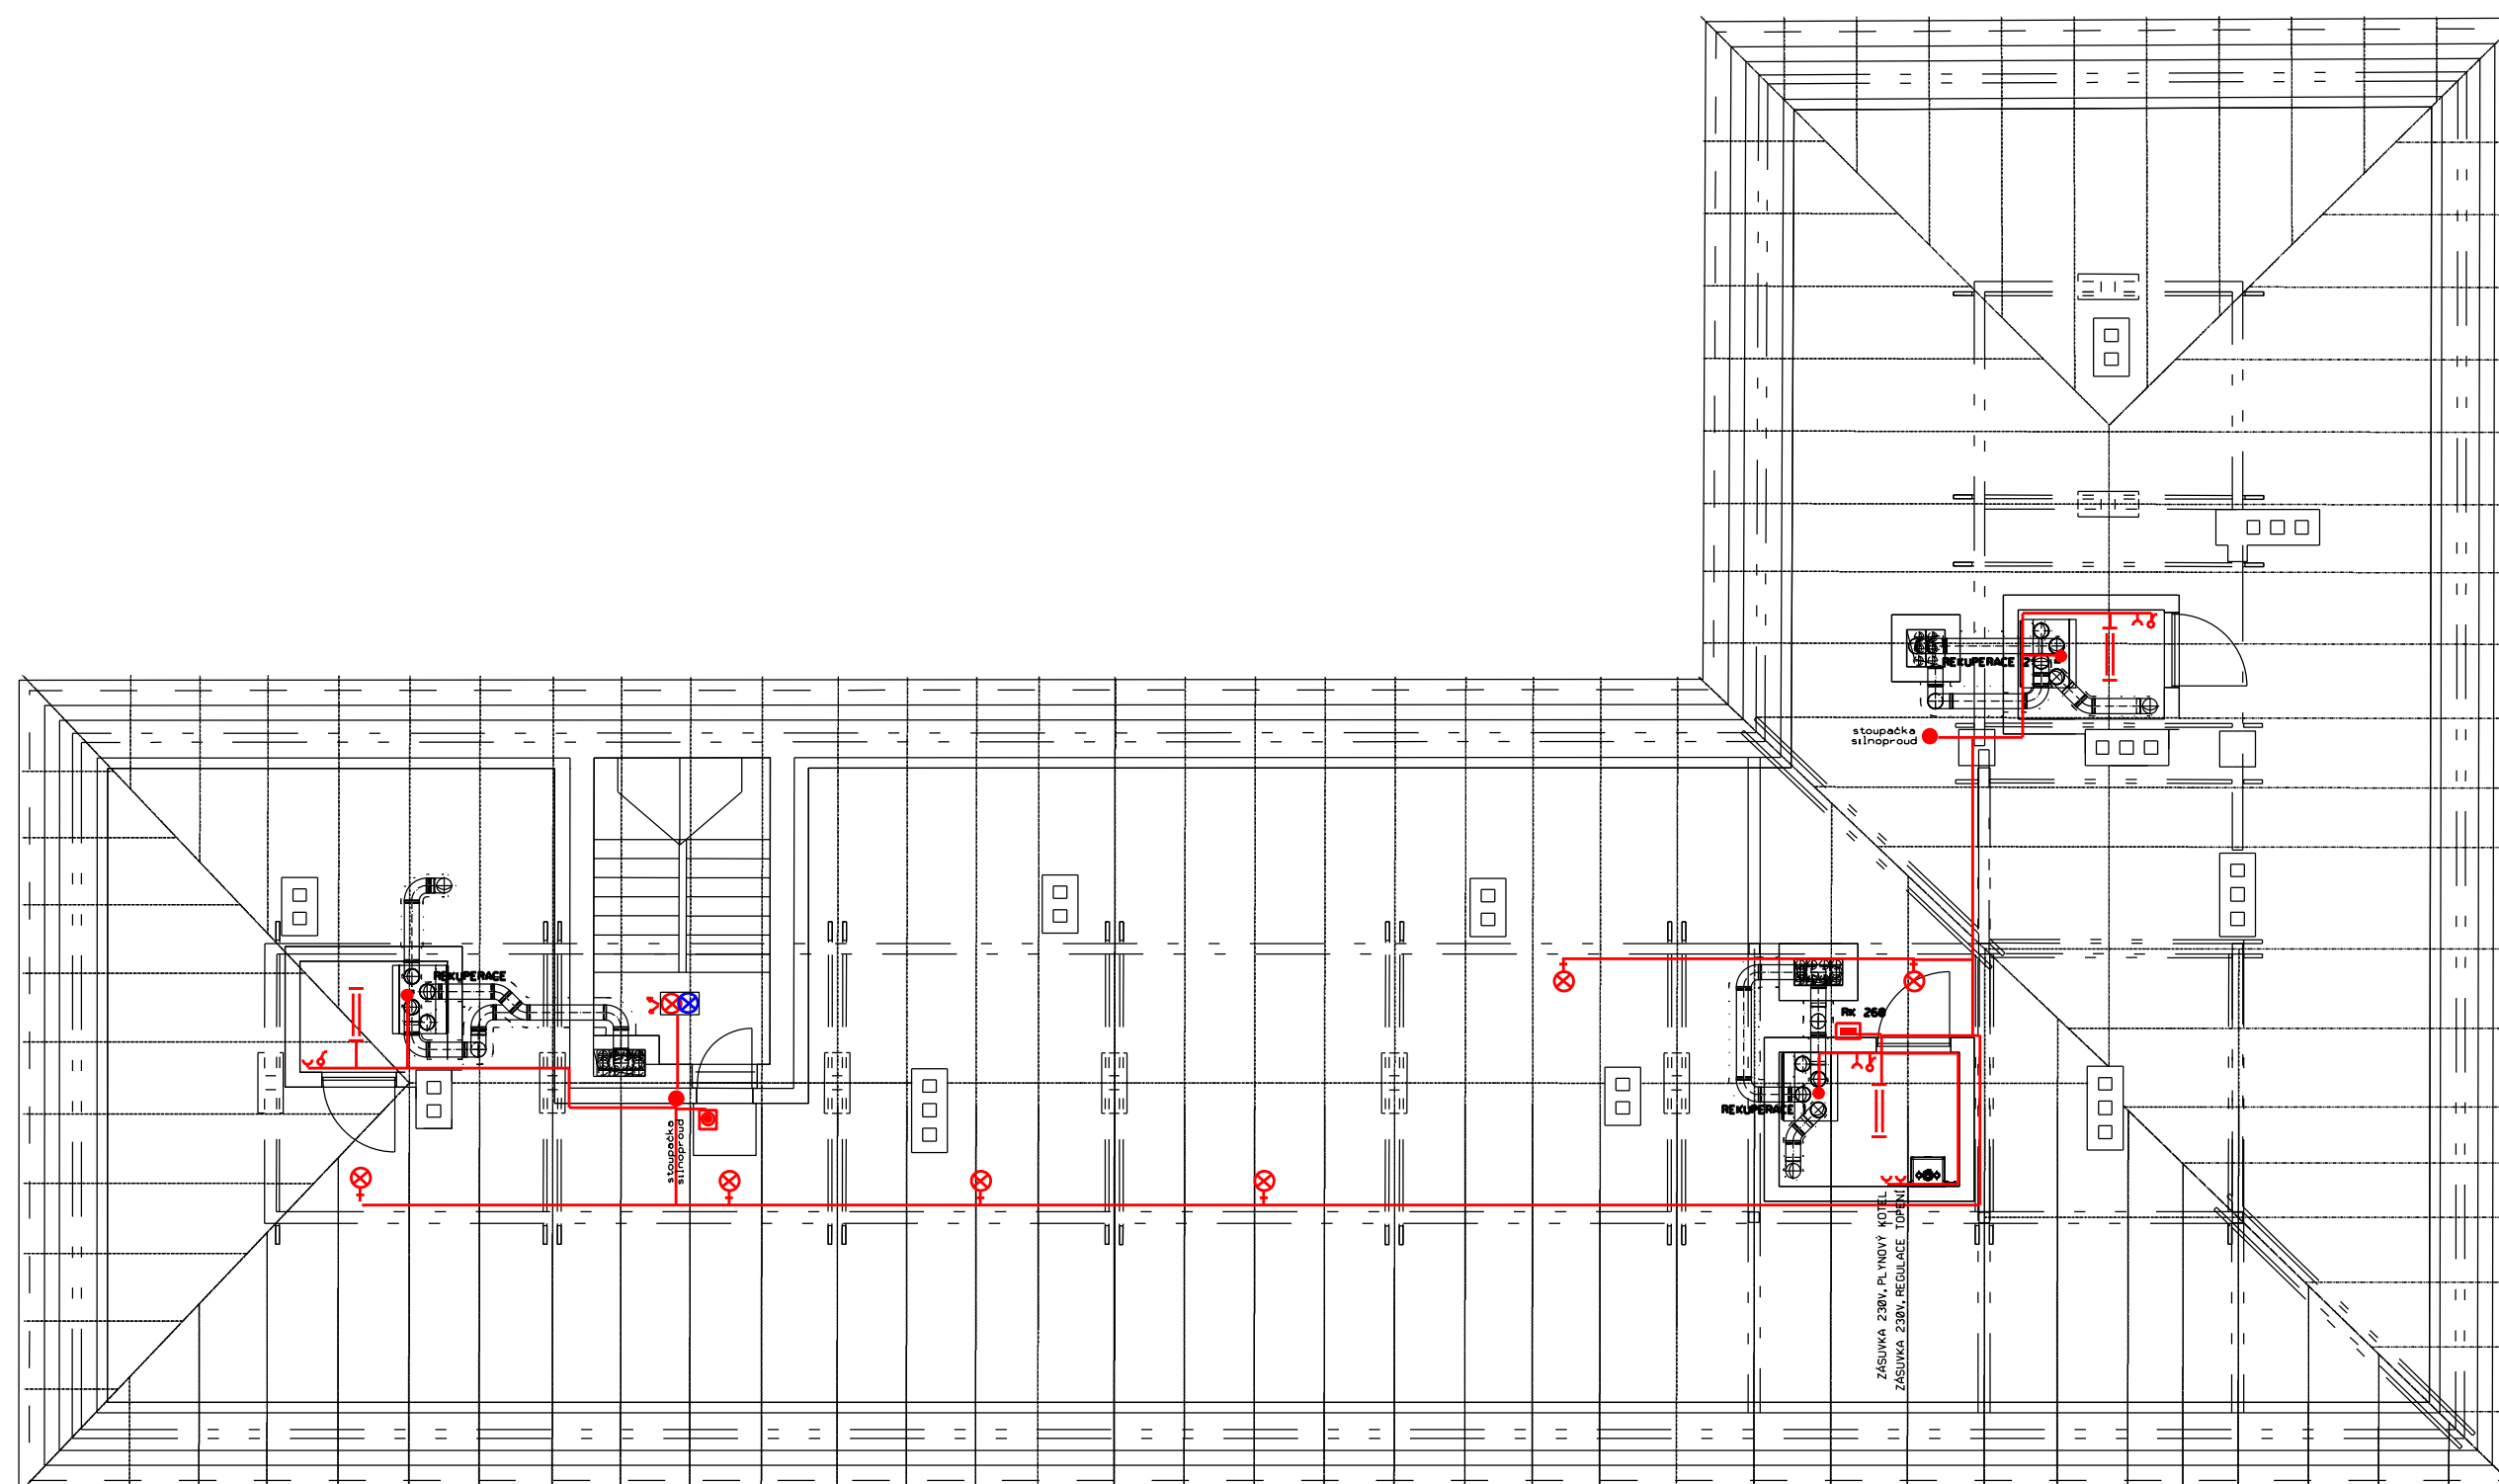 REKUPERACE 2
stoupačka
silnoproud
REKUPERACE
RK 260
REKUPERACE
stoupačka
silnoproud
ZÁSUVKA 230V, PLYNOVÝ KOTEL
ZÁSUVKA 230V, REGULACE TOPENÍ